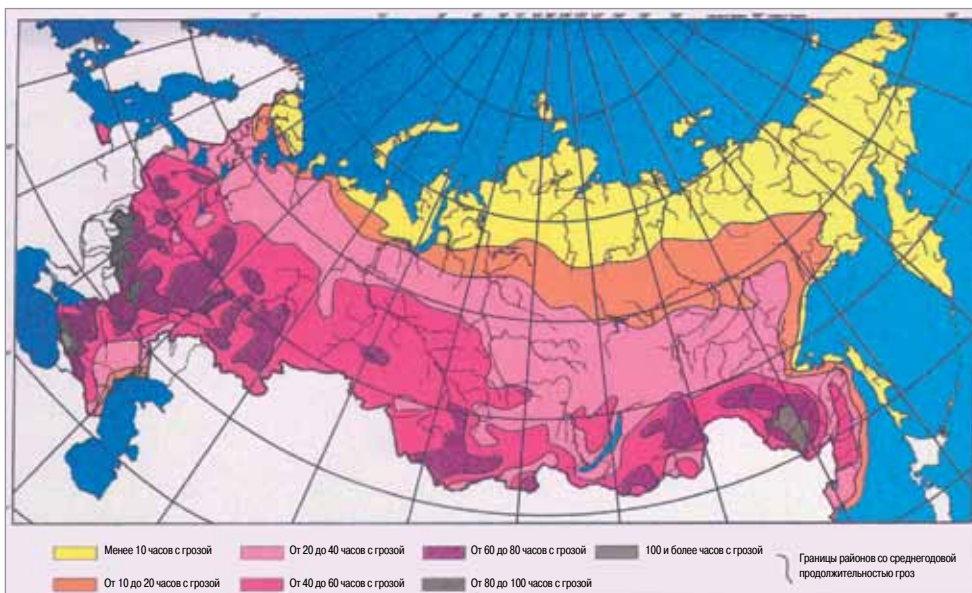 Менее 10 часов с грозой
От 20 до 40 часов с грозой
От 60 до 80 часов с грозой
100 и более часов с грозой
От 10 до 20 часов с грозой
От 40 до 60 часов с грозой
От 80 до 100 часов с грозой
Границы районов со среднегодовой
продолжительностью гроз